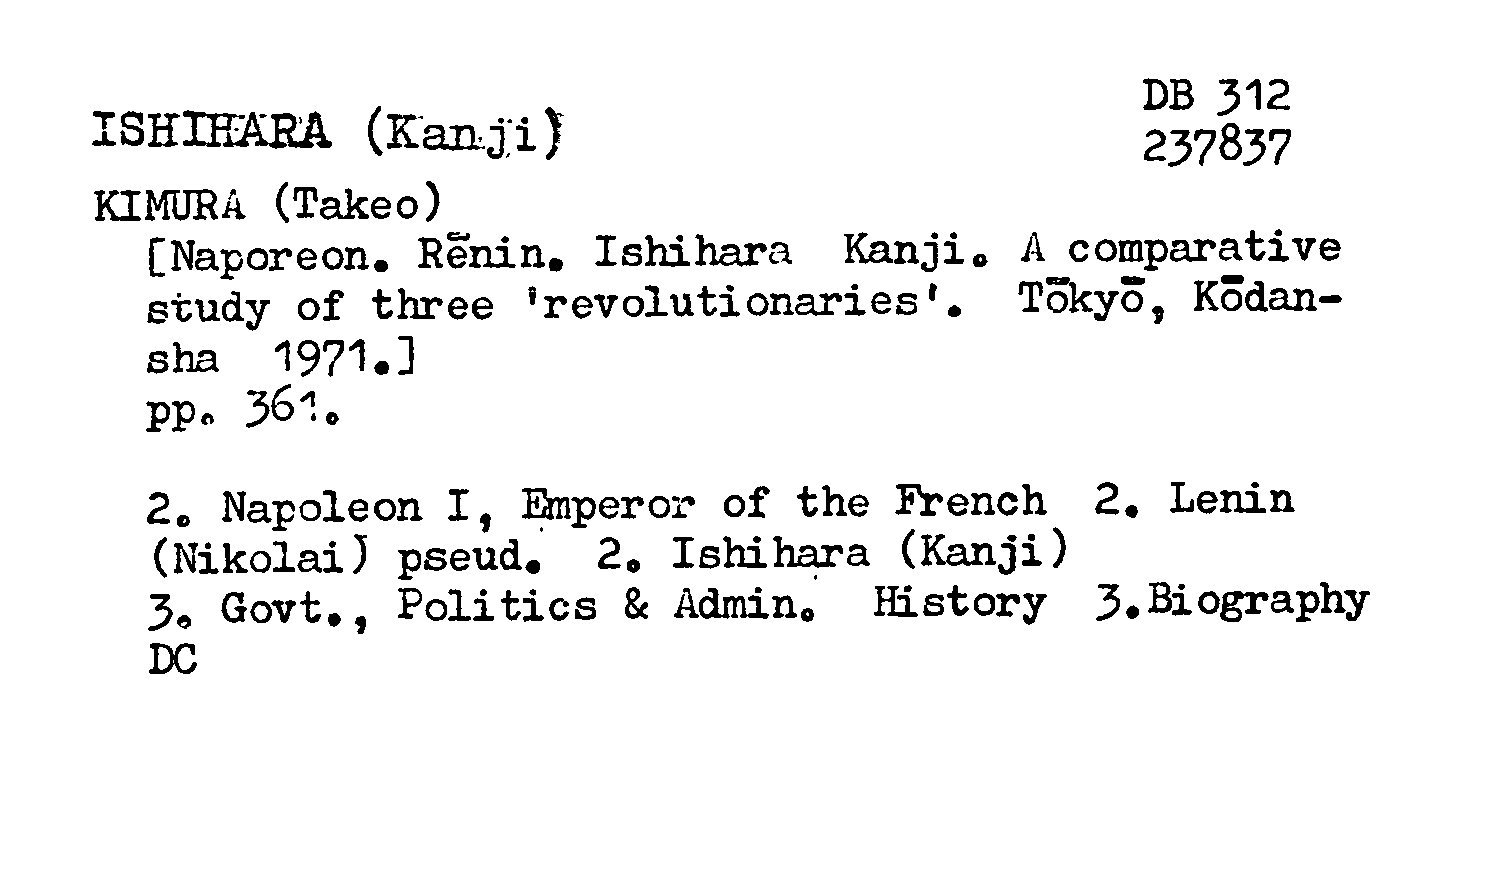 ISHIHARA (Kanji)
DB 312
237837
KIMURA (Takeo)
[Naporeon. Rēnin. Ishihara Kanji. A comparative
study of three 'revolutionaries'. Tōkyō, Kōdan-
sha 1971.]
pp. 361.
2. Napoleon I, Emperor of the French 2. Lenin
(Nikolai) pseud. 2. Ishihara (Kanji)
3. Govt., Politics & Admin. History 3.Biography
DC